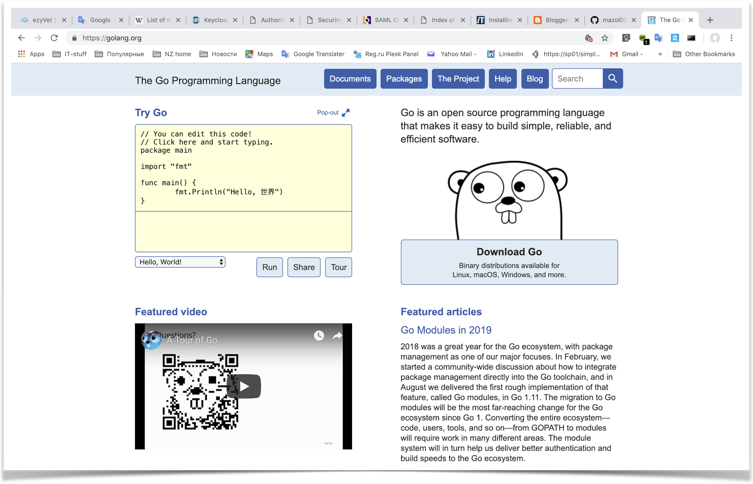 ezyVet
Google
List of s
Keycloak
Authoriz
Securing
SAML O
Index of
Installing
Blogger
mazol02
The Go
https://golang.org
Apps IT-stuff Популярные NZ home Новости Maps Google Translater Reg.ru Plesk Panel Yahoo Mail - LinkedIn https://sp01/simpl... Gmail - » Other Bookmarks
The Go Programming Language
Documents Packages The Project Help Blog Search
Try Go
Pop-out
// You can edit this code!
// Click here and start typing.
package main
import "fmt"
func main() {
fmt.Println("Hello, 世界")
}
Hello, World!
Run Share Tour
Go is an open source programming language
that makes it easy to build simple, reliable, and
efficient software.
Download Go
Binary distributions available for
Linux, macOS, Windows, and more.
Featured video
Questions?
A Tour of Go
Featured articles
Go Modules in 2019
2018 was a great year for the Go ecosystem, with package
management as one of our major focuses. In February, we
started a community-wide discussion about how to integrate
package management directly into the Go toolchain, and in
August we delivered the first rough implementation of that
feature, called Go modules, in Go 1.11. The migration to Go
modules will be the most far-reaching change for the Go
ecosystem since Go 1. Converting the entire ecosystem—
code, users, tools, and so on—from GOPATH to modules
will require work in many different areas. The module
system will in turn help us deliver better authentication and
build speeds to the Go ecosystem.